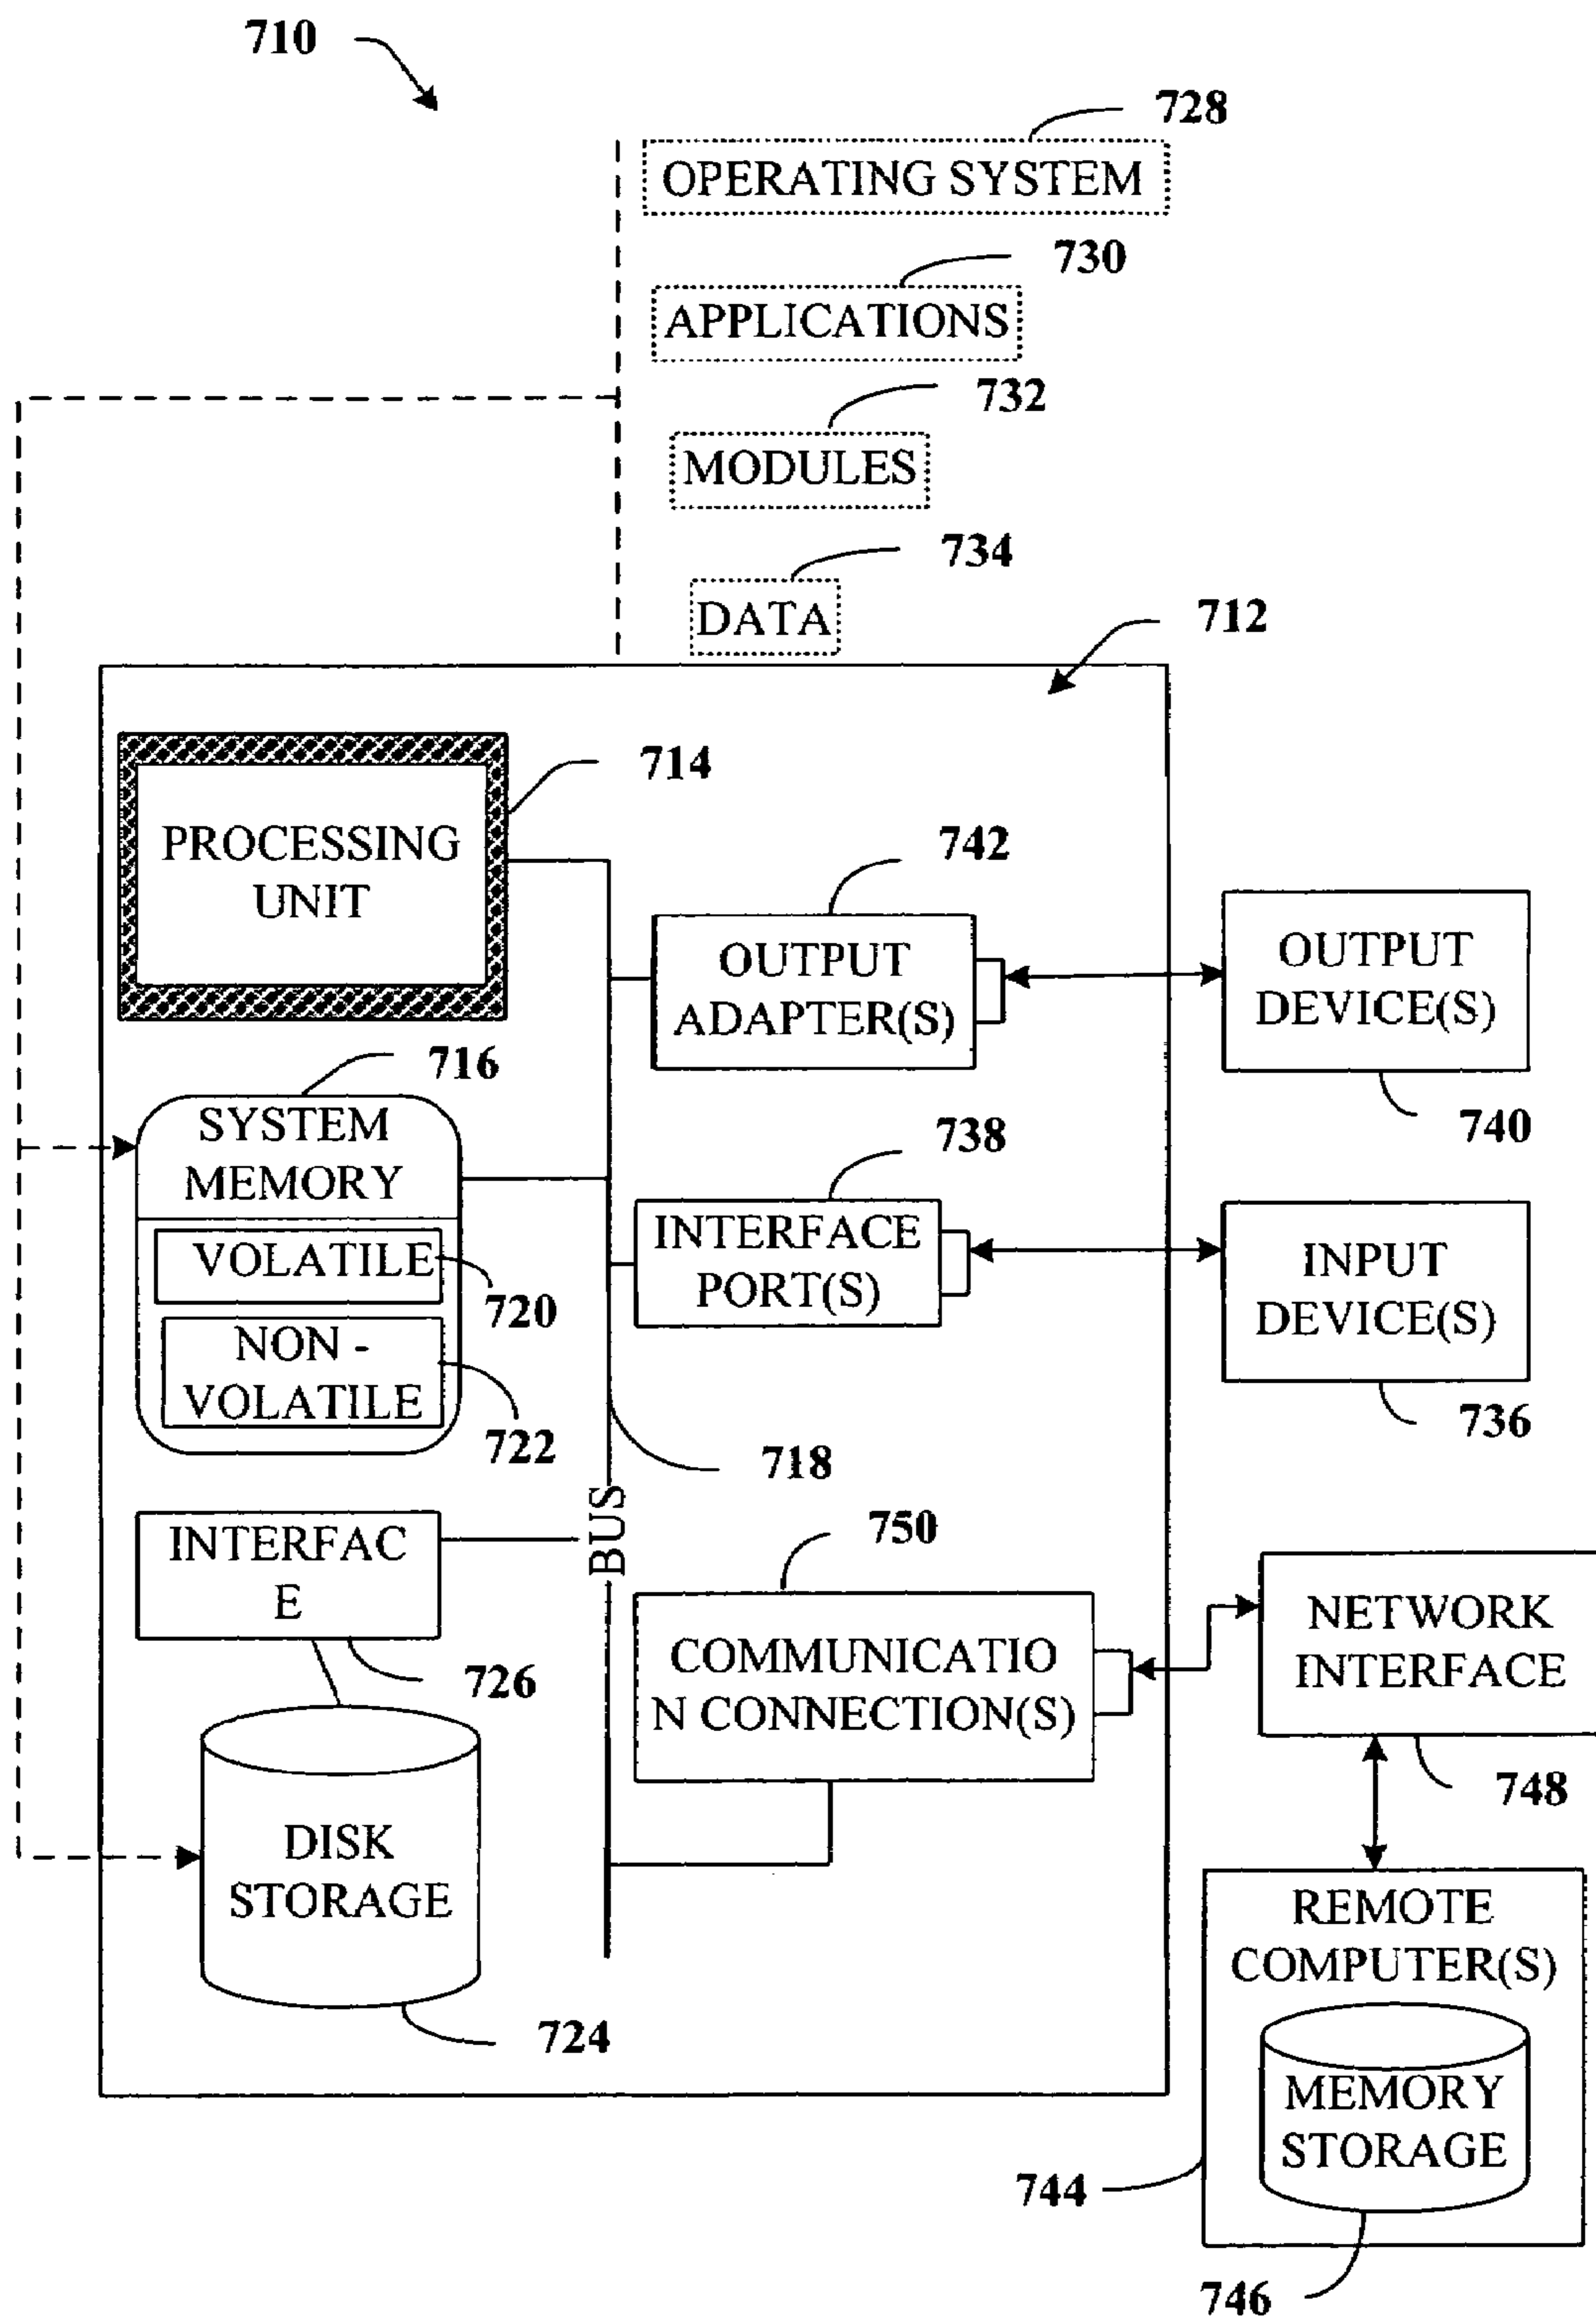 710
728
OPERATING SYSTEM
730
APPLICATIONS
732
MODULES
734
DATA
712
714
PROCESSING
UNIT
742
OUTPUT
ADAPTER(S)
OUTPUT
DEVICE(S)
740
716
SYSTEM
MEMORY
VOLATILE
720
NON -
VOLATILE
722
738
INTERFACE
PORT(S)
INPUT
DEVICE(S)
736
718
BUS
INTERFAC
E
726
750
COMMUNICATIO
N CONNECTION(S)
NETWORK
INTERFACE
748
DISK
STORAGE
724
REMOTE
COMPUTER(S)
MEMORY
STORAGE
744
746